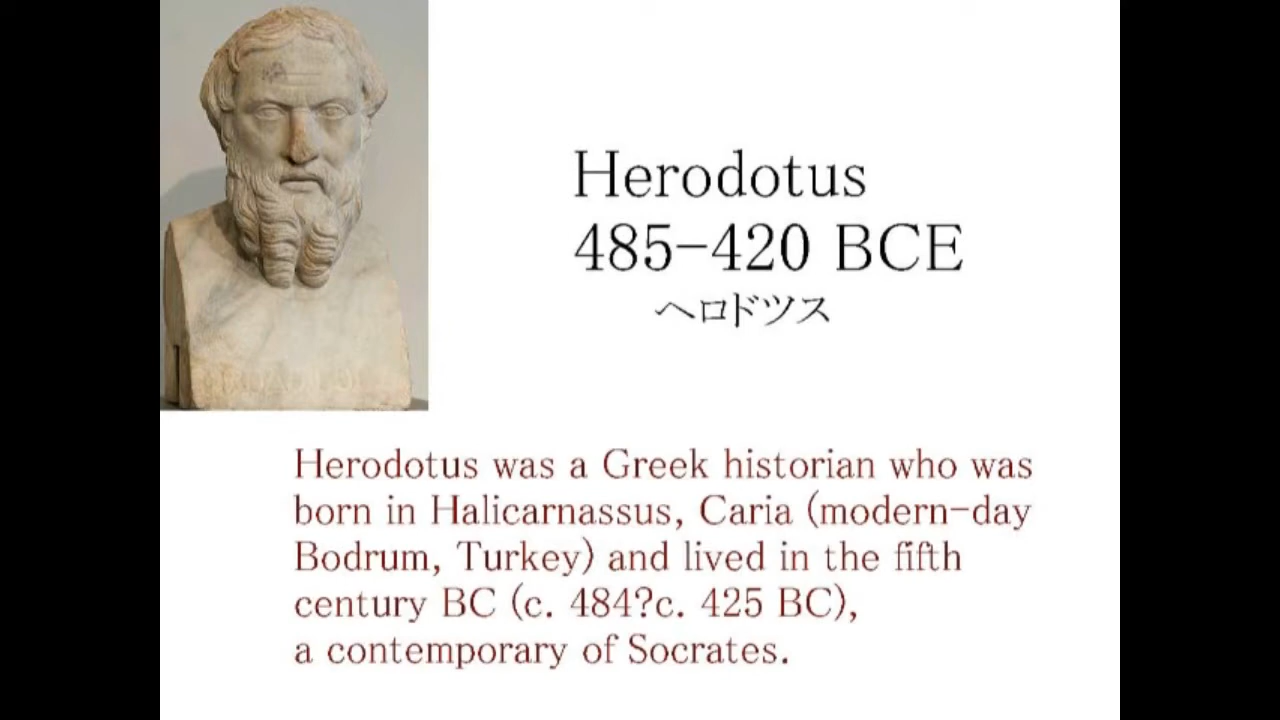 Herodotus
485-420 BCE
ヘロドツス
Herodotus was a Greek historian who was
born in Halicarnassus, Caria (modern-day
Bodrum, Turkey) and lived in the fifth
century BC (c. 484?c. 425 BC),
a contemporary of Socrates.